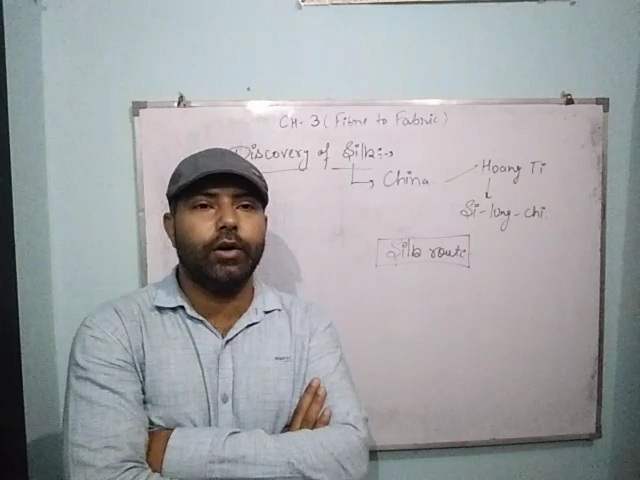 CH-3 (Fibre to Fabric)
Discovery of Silk:→
China
Hoang Ti
Si-lung-chi
Silk route